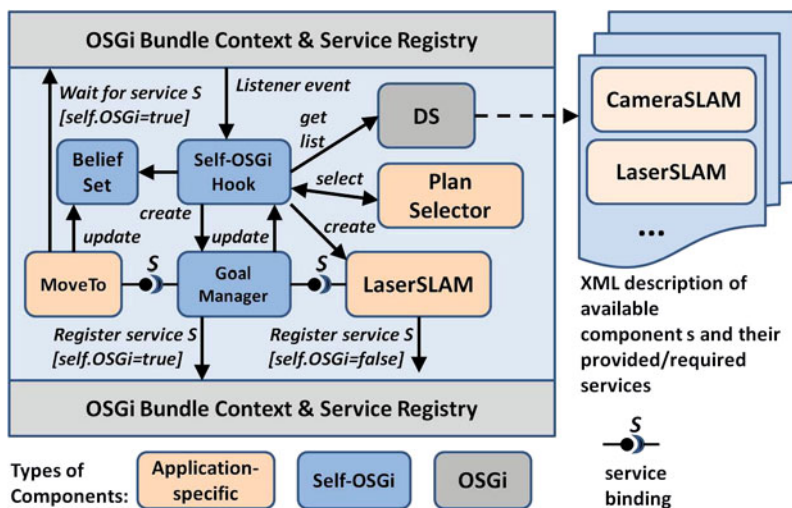 OSGi Bundle Context & Service Registry
Wait for service S
[self.OSGi=true]
Listener event
get
list
DS
Belief
Set
Self-OSGi
Hook
select
Plan
Selector
create
update
update
create
MoveTo
S
Goal
Manager
S
LaserSLAM
Register service S
[self.OSGi=true]
Register service S
[self.OSGi=false]
OSGi Bundle Context & Service Registry
CameraSLAM
LaserSLAM
...
XML description of
available
component s and their
provided/required
services
S
service
binding
Types of
Components:
Application-
specific
Self-OSGi
OSGi